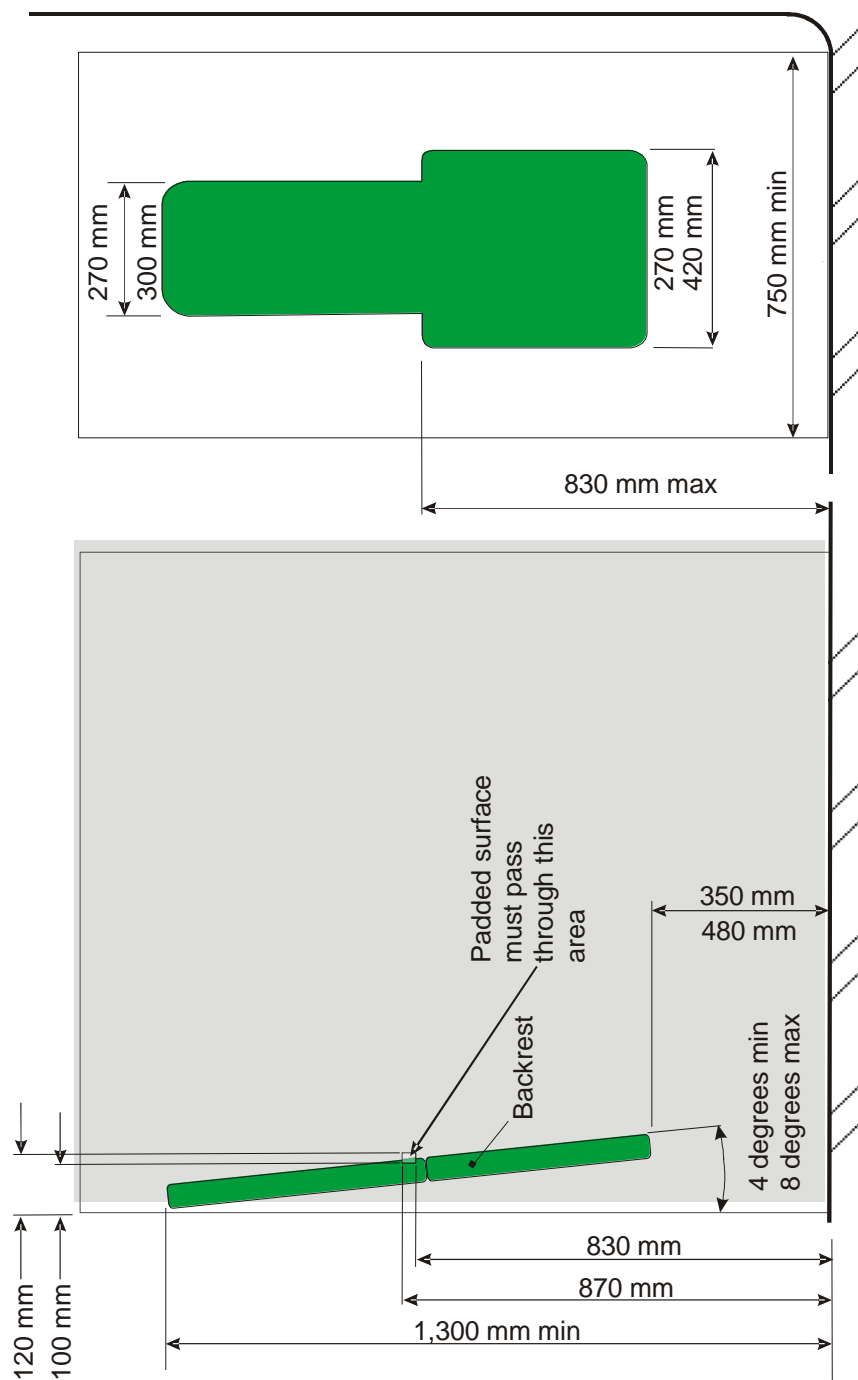 270 mm
300 mm
270 mm
420 mm
750 mm min
830 mm max
Padded surface
must pass
through this
area
Backrest
350 mm
480 mm
4 degrees min
8 degrees max
830 mm
870 mm
1,300 mm min
120 mm
100 mm